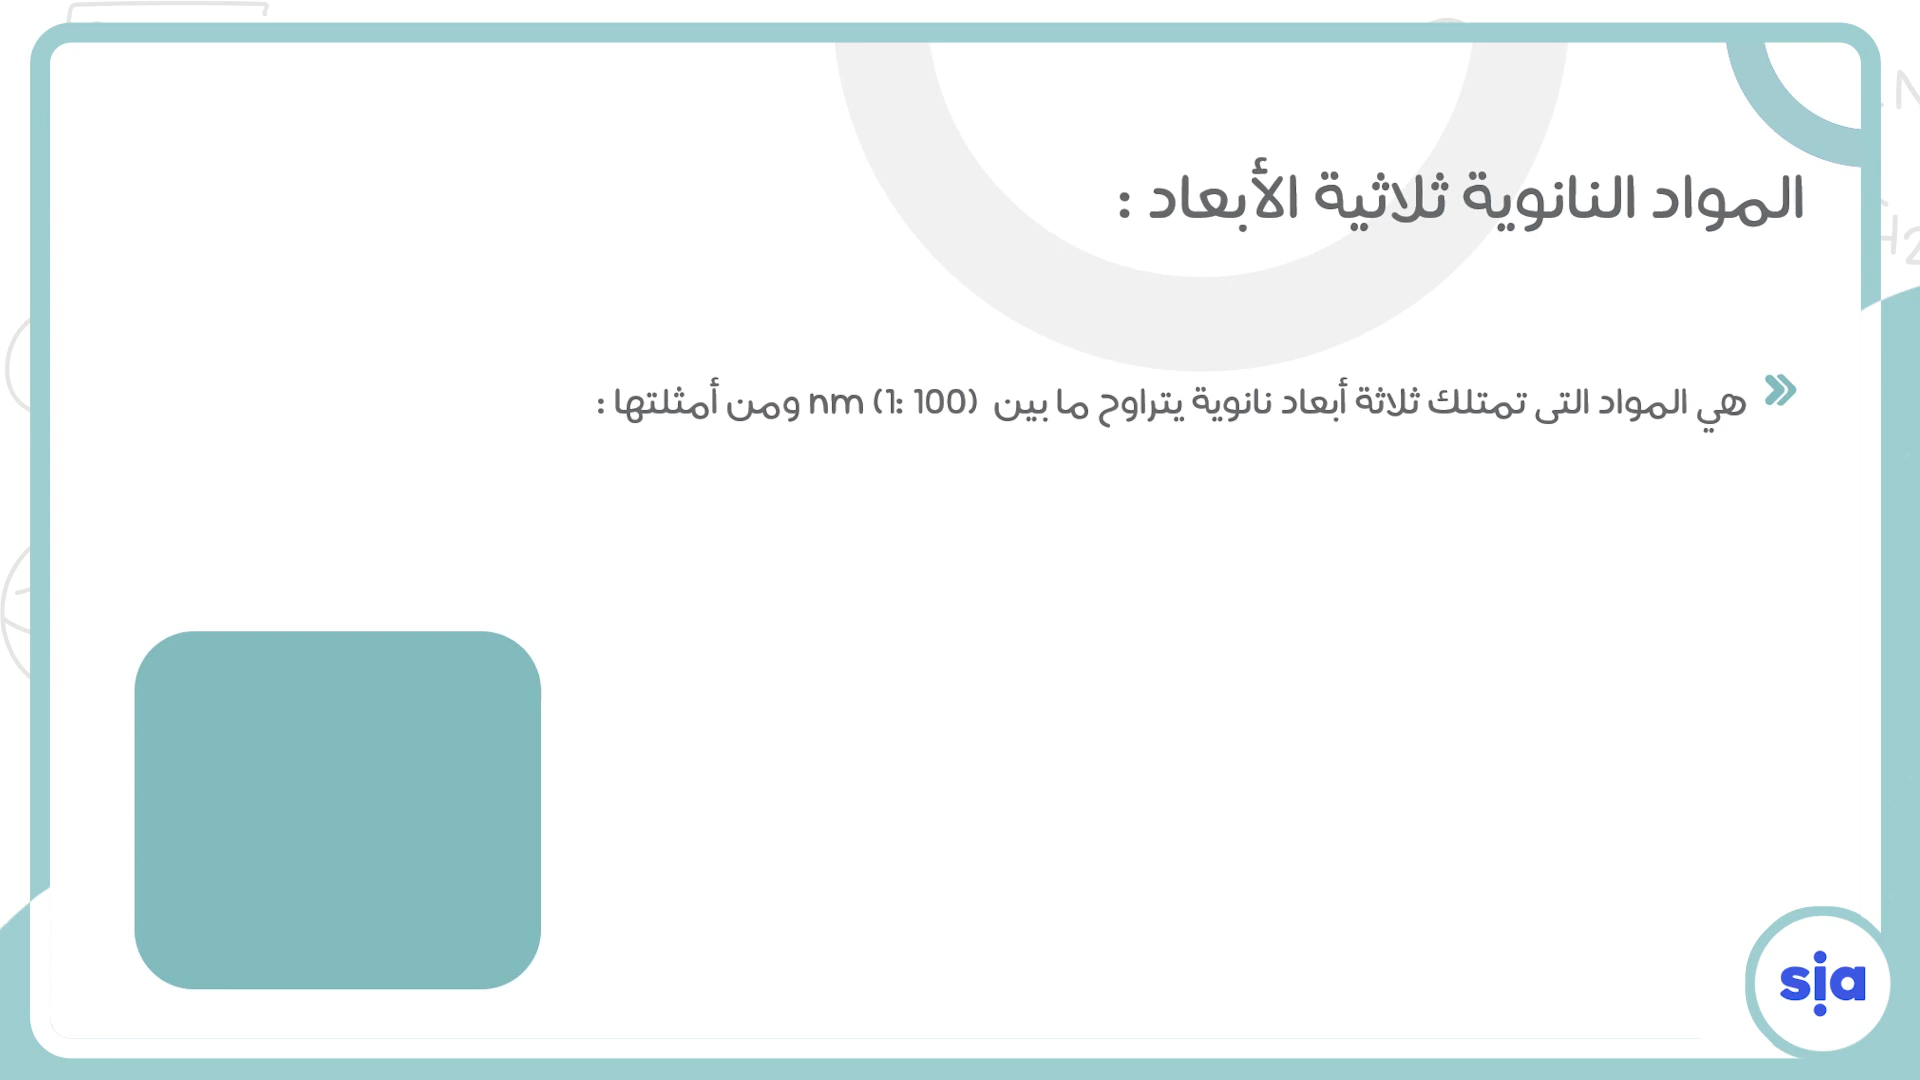 المواد النانوية ثلاثية الأبعاد :
هي المواد التى تمتلك ثلاثة أبعاد نانوية يتراوح ما بين (1: 100) nm ومن أمثلتها :
N
H2
sia